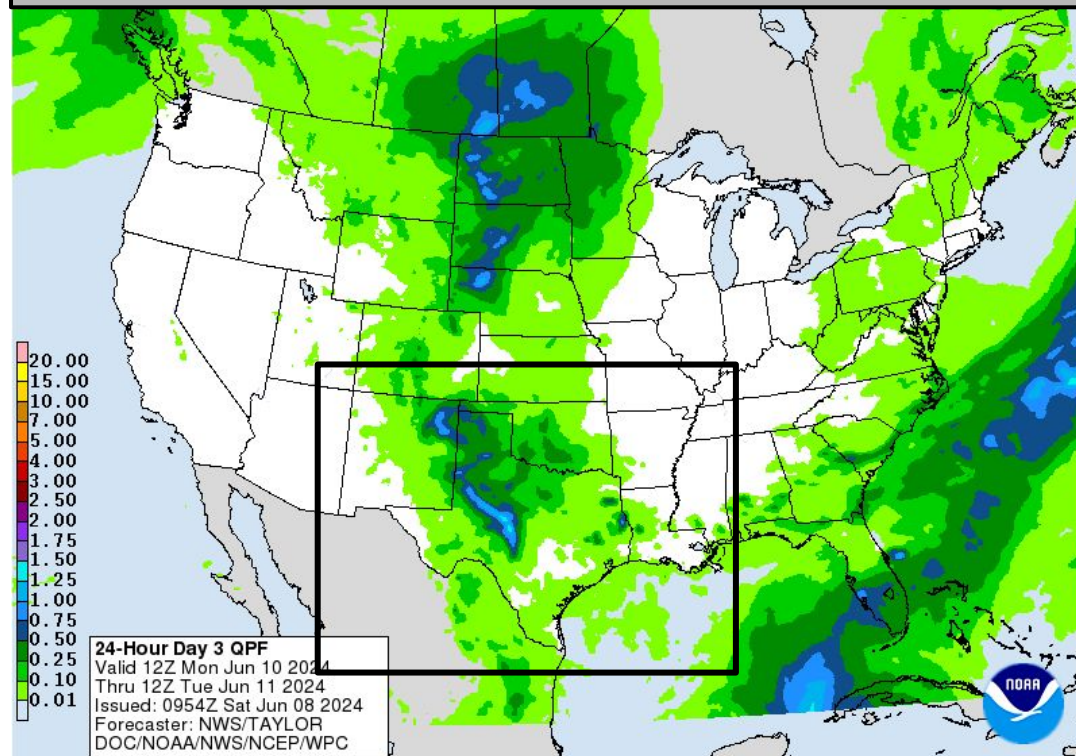 20.00
15.00
10.00
7.00
5.00
4.00
3.00
2.50
2.00
1.75
1.50
1.25
1.00
0.75
0.50
0.25
0.10
0.01
24-Hour Day 3 QPF
Valid 12Z Mon Jun 10 2024
Thru 12Z Tue Jun 11 2024
Issued: 0954Z Sat Jun 08 2024
Forecaster: NWS/TAYLOR
DOC/NOAA/NWS/NCEP/WPC
NOAA